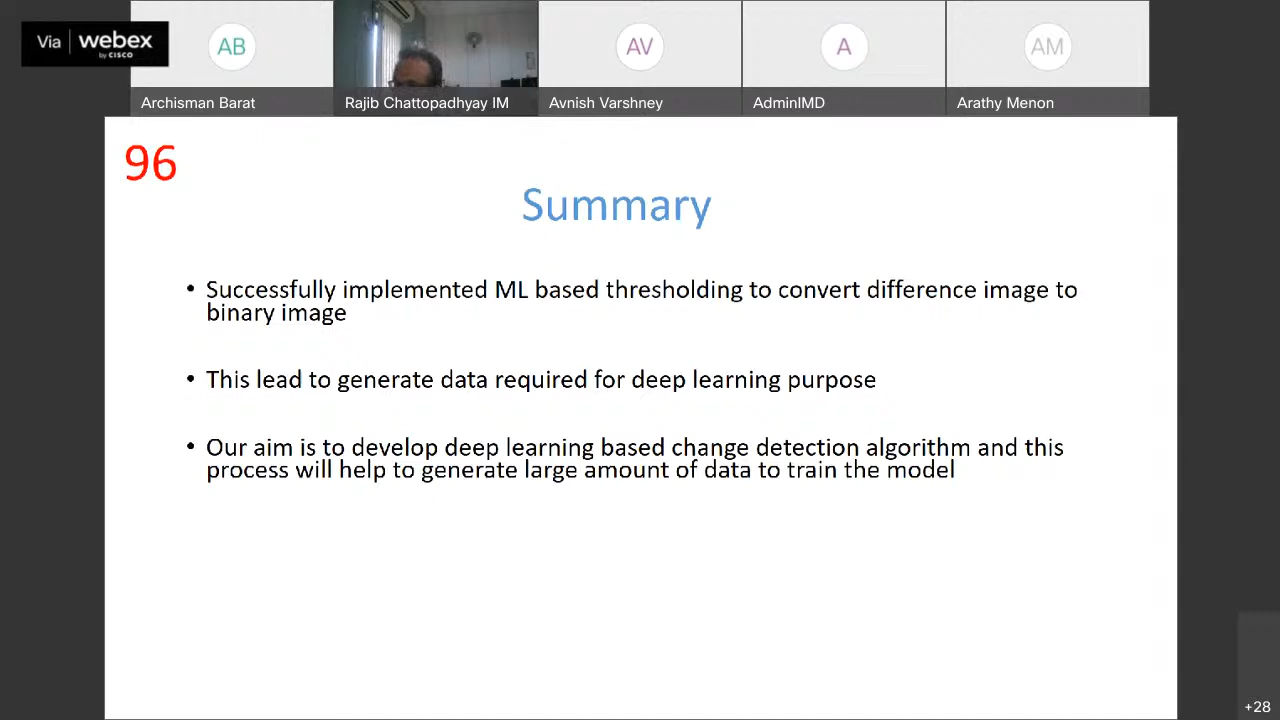 Via webex
by CISCO
AB
AV
A
AM
Archisman Barat
Rajib Chattopadhyay IM
Avnish Varshney
AdminIMD
Arathy Menon
96
Summary
• Successfully implemented ML based thresholding to convert difference image to
binary image
• This lead to generate data required for deep learning purpose
• Our aim is to develop deep learning based change detection algorithm and this
process will help to generate large amount of data to train the model
+28